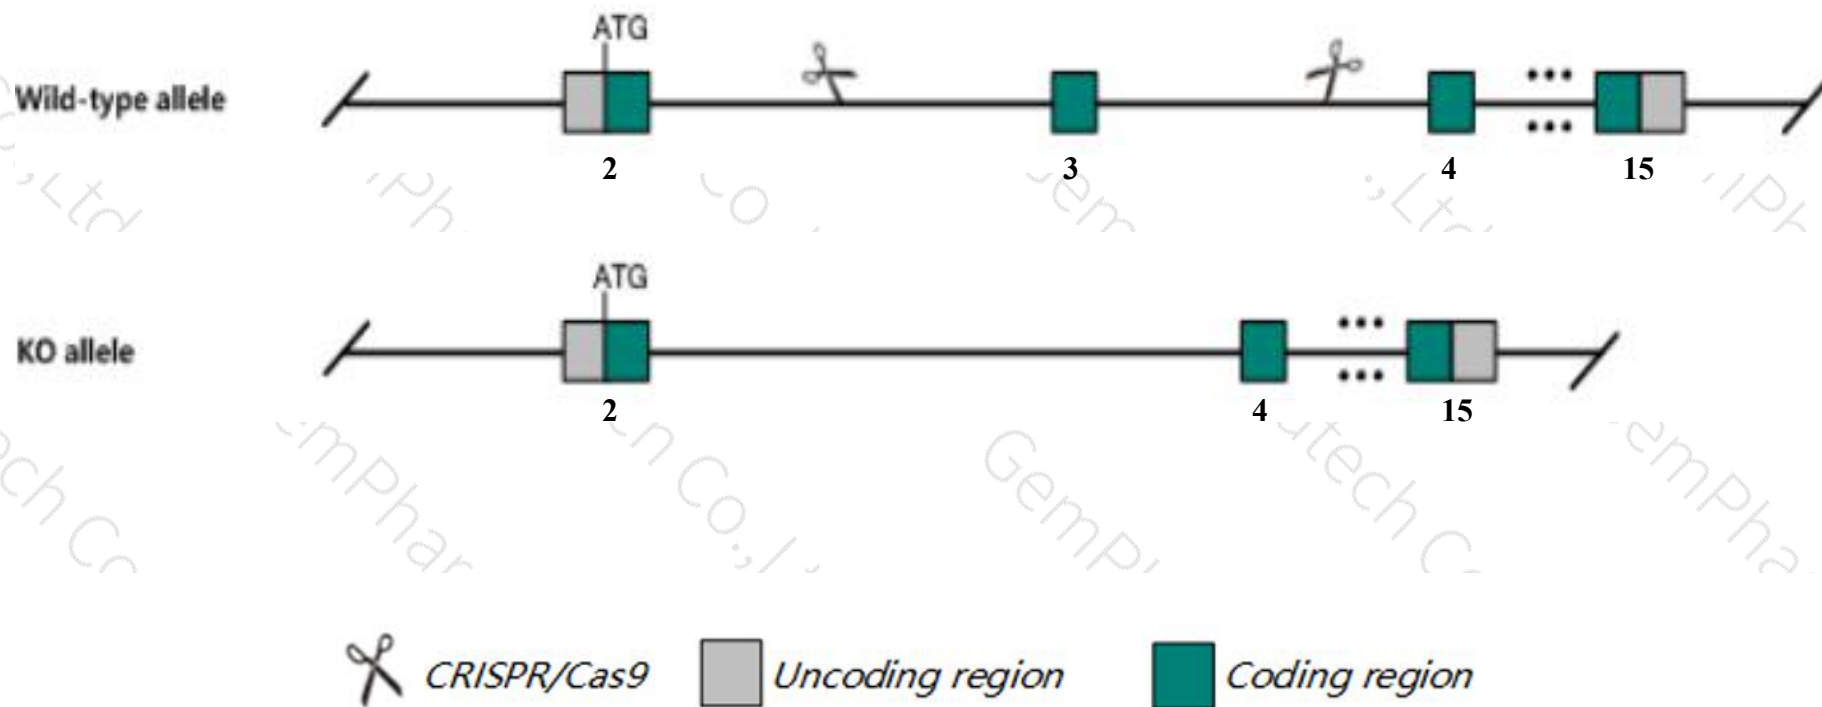 ATG
Wild-type allele
2 3 4 15
ATG
KO allele
2 4 15
CRISPR/Cas9 Uncoding region Coding region